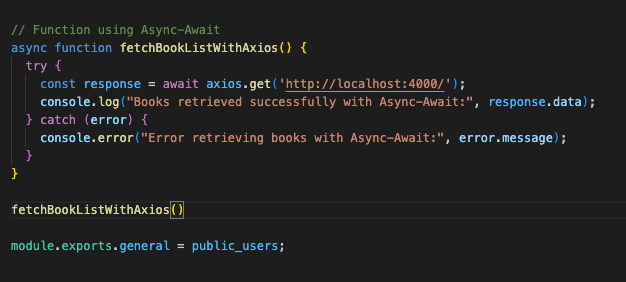 // Function using Async-Await
async function fetchBookListWithAxios() {
  try {
    const response = await axios.get('http://localhost:4000/');
    console.log("Books retrieved successfully with Async-Await:", response.data);
  } catch (error) {
    console.error("Error retrieving books with Async-Await:", error.message);
  }
}

fetchBookListWithAxios()

module.exports.general = public_users;